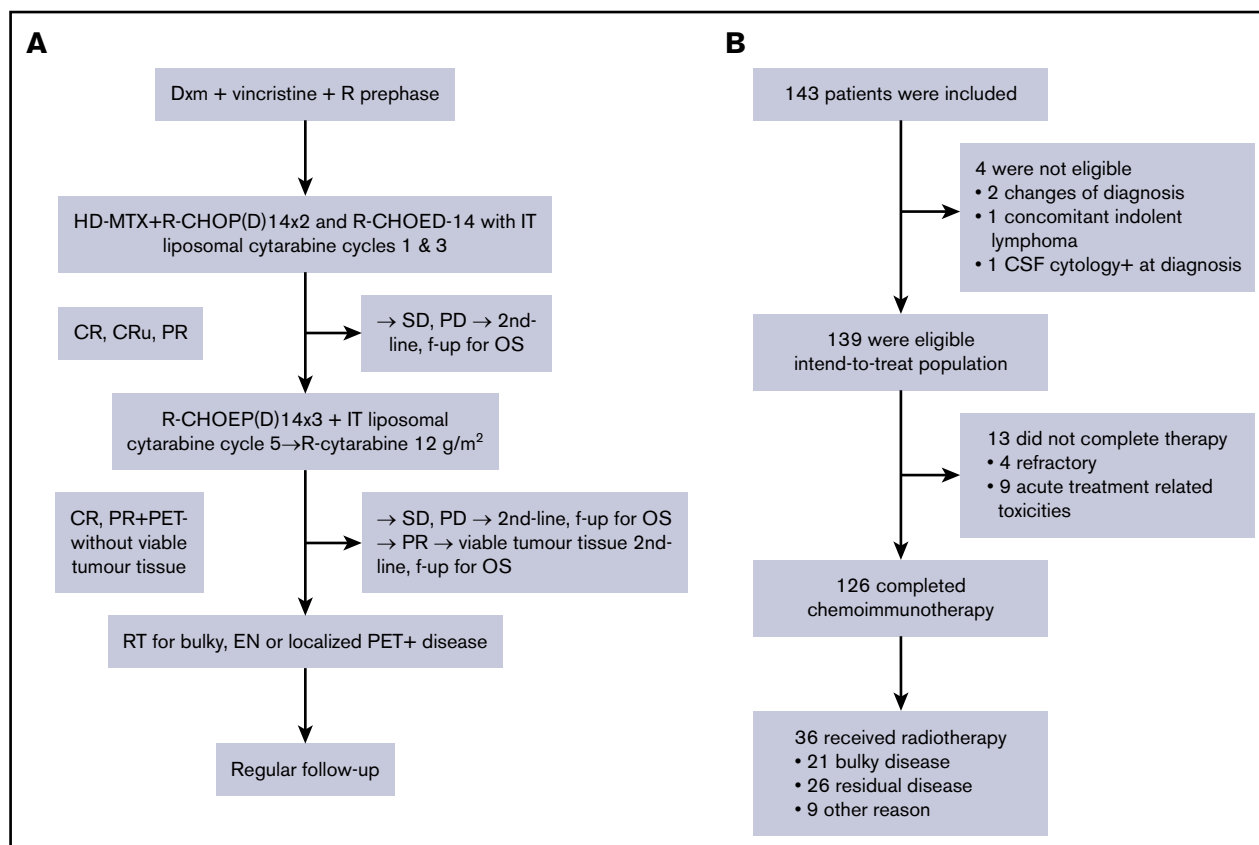 A
Dxm + vincristine + R prephase
HD-MTX+R-CHOP(D)14x2 and R-CHOED-14 with IT
liposomal cytarabine cycles 1 & 3
CR, CRu, PR
→ SD, PD → 2nd-
line, f-up for OS
R-CHOEP(D)14x3 + IT liposomal
cytarabine cycle 5→R-cytarabine 12 g/m²
CR, PR+PET-
without viable
tumour tissue
→ SD, PD → 2nd-line, f-up for OS
→ PR → viable tumour tissue 2nd-
line, f-up for OS
RT for bulky, EN or localized PET+ disease
Regular follow-up
B
143 patients were included
4 were not eligible
• 2 changes of diagnosis
• 1 concomitant indolent
lymphoma
• 1 CSF cytology+ at diagnosis
139 were eligible
intend-to-treat population
13 did not complete therapy
• 4 refractory
• 9 acute treatment related
toxicities
126 completed
chemoimmunotherapy
36 received radiotherapy
• 21 bulky disease
• 26 residual disease
• 9 other reason